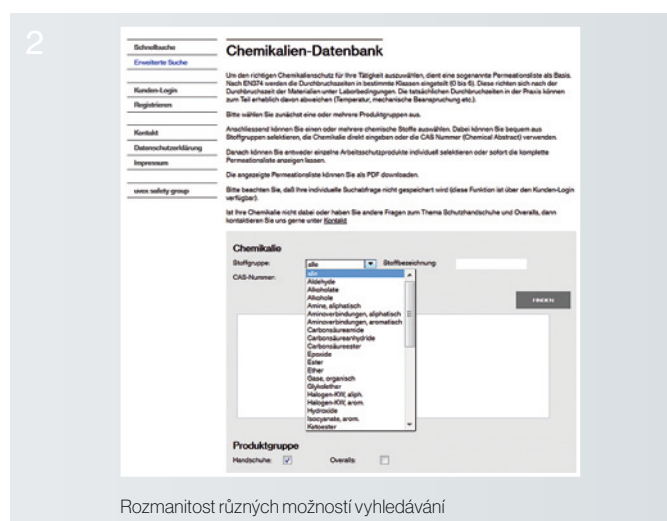 2
Schnellsuche
Erweiterte Suche
Kunden-Login
Registrieren
Kontakt
Datenschutzerklärung
Impressum
uvex safety group
Chemikalien-Datenbank
Um den richtigen Chemikalienschutz für Ihre Tätigkeit auszuwählen, dient eine sogenannte Permeationsliste als Basis.
Nach EN374 werden die Durchbruchszeiten in bestimmte Klassen eingeteilt (0 bis 6). Diese richten sich nach der
Durchbruchszeit der Materialien unter Laborbedingungen. Die tatsächlichen Durchbruchszeiten in der Praxis können
zum Teil erheblich davon abweichen (Temperatur, mechanische Beanspruchung etc.).
Bitte wählen Sie zunächst eine oder mehrere Produktgruppen aus.
Anschliessend können Sie einen oder mehrere chemische Stoffe auswählen. Dabei können Sie bequem aus
Stoffgruppen selektieren, die Chemikalie direkt eingeben oder die CAS Nummer (Chemical Abstract) verwenden.
Danach können Sie entweder einzelne Arbeitsschutzprodukte individuell selektieren oder sofort die komplette
Permeationsliste anzeigen lassen.
Die angezeigte Permeationsliste können Sie als PDF downloaden.
Bitte beachten Sie, daß Ihre individuelle Suchabfrage nicht gespeichert wird (diese Funktion ist über den Kunden-Login
verfügbar).
Ist Ihre Chemikalie nicht dabei oder haben Sie andere Fragen zum Thema Schutzhandschuhe und Overalls, dann
kontaktieren Sie uns gerne unter Kontakt
Chemikalie
Stoffgruppe: alle Stoffbezeichnung:
CAS-Nummer:
alle
Aldehyde
Alkoholate
Alkohole
Amine, aliphatisch
Aminoverbindungen, aliphatisch
Aminoverbindungen, aromatisch
Carbonsäureamide
Carbonsäureanhydride
Carbonsäureester
Epoxide
Ester
Ether
Gase, organisch
Glykolether
Halogen-KW, aliph.
Halogen-KW, arom.
Hydroxide
Isocyanate, arom.
Ketoester
FINDEN
Produktgruppe
Handschuhe: Overalls:
Rozmanitost různých možností vyhledávání